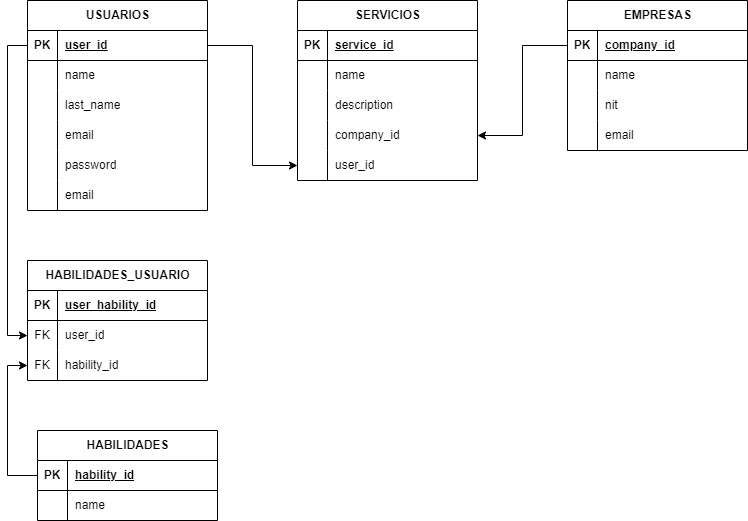 USUARIOS
PK user_id
name
last_name
email
password
email
SERVICIOS
PK service_id
name
description
company_id
user_id
EMPRESAS
PK company_id
name
nit
email
HABILIDADES_USUARIO
PK user_hability_id
FK user_id
FK hability_id
HABILIDADES
PK hability_id
name